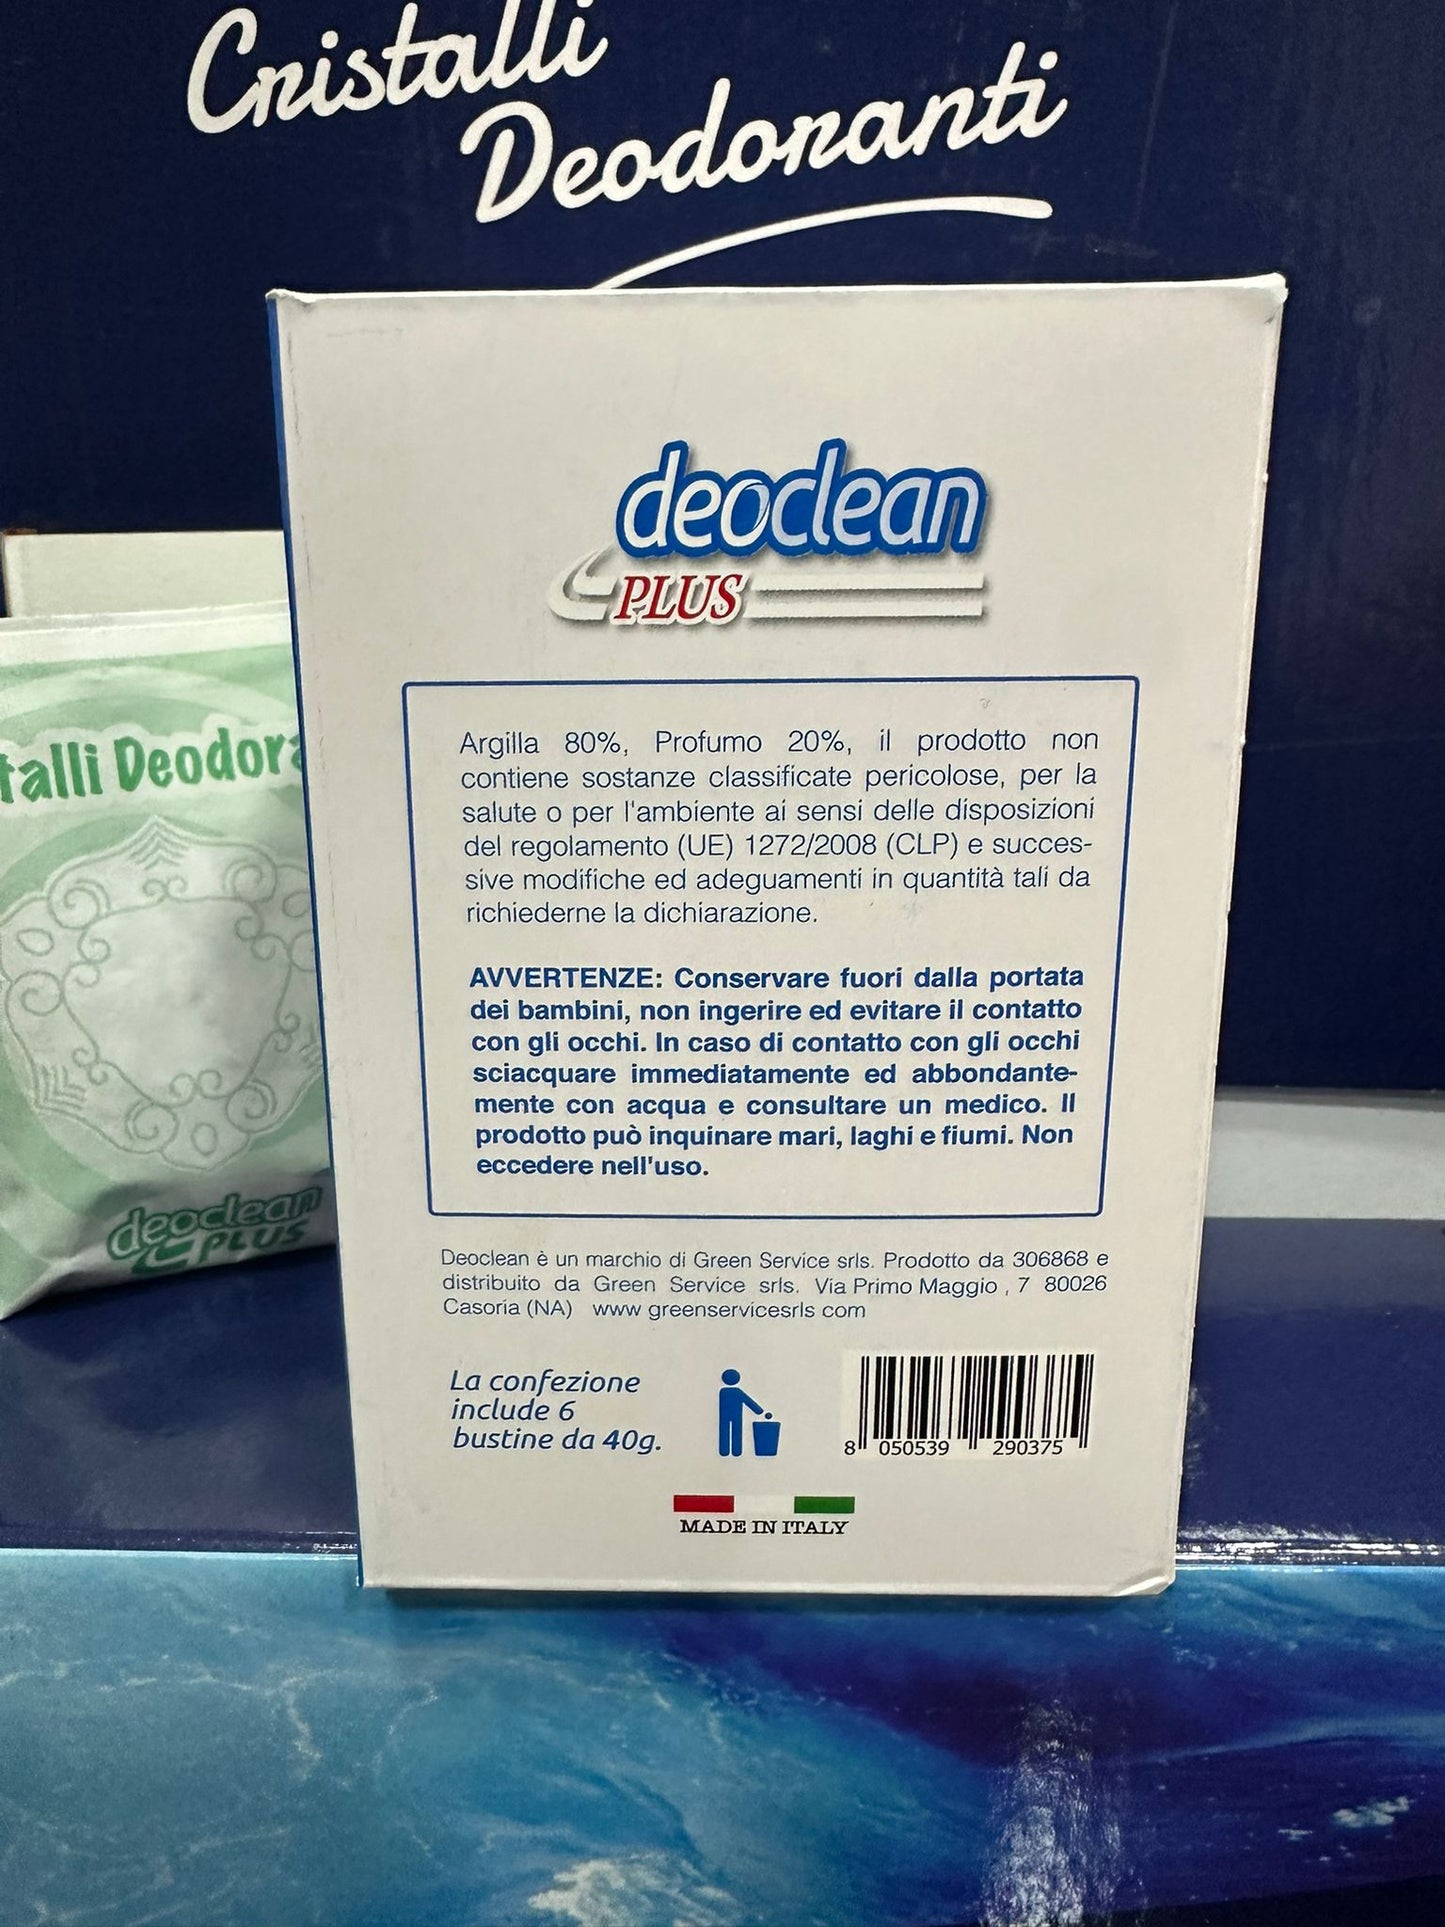 Cristalli
Deodoranti
deoclean
PLUS
Argilla 80%, Profumo 20%, il prodotto non
contiene sostanze classificate pericolose, per la
salute o per l'ambiente ai sensi delle disposizioni
del regolamento (UE) 1272/2008 (CLP) e succes-
sive modifiche ed adeguamenti in quantità tali da
richiederne la dichiarazione.
AVVERTENZE: Conservare fuori dalla portata
dei bambini, non ingerire ed evitare il contatto
con gli occhi. In caso di contatto con gli occhi
sciacquare immediatamente ed abbondante-
mente con acqua e consultare un medico. Il
prodotto può inquinare mari, laghi e fiumi. Non
eccedere nell'uso.
Deoclean è un marchio di Green Service srls. Prodotto da 306868 e
distribuito da Green Service srls. Via Primo Maggio , 7 80026
Casoria (NA) www greenservicesrls com
La confezione
include 6
bustine da 40g.
8 050539 290375
MADE IN ITALY
talli Deodora
deoclean
PLUS